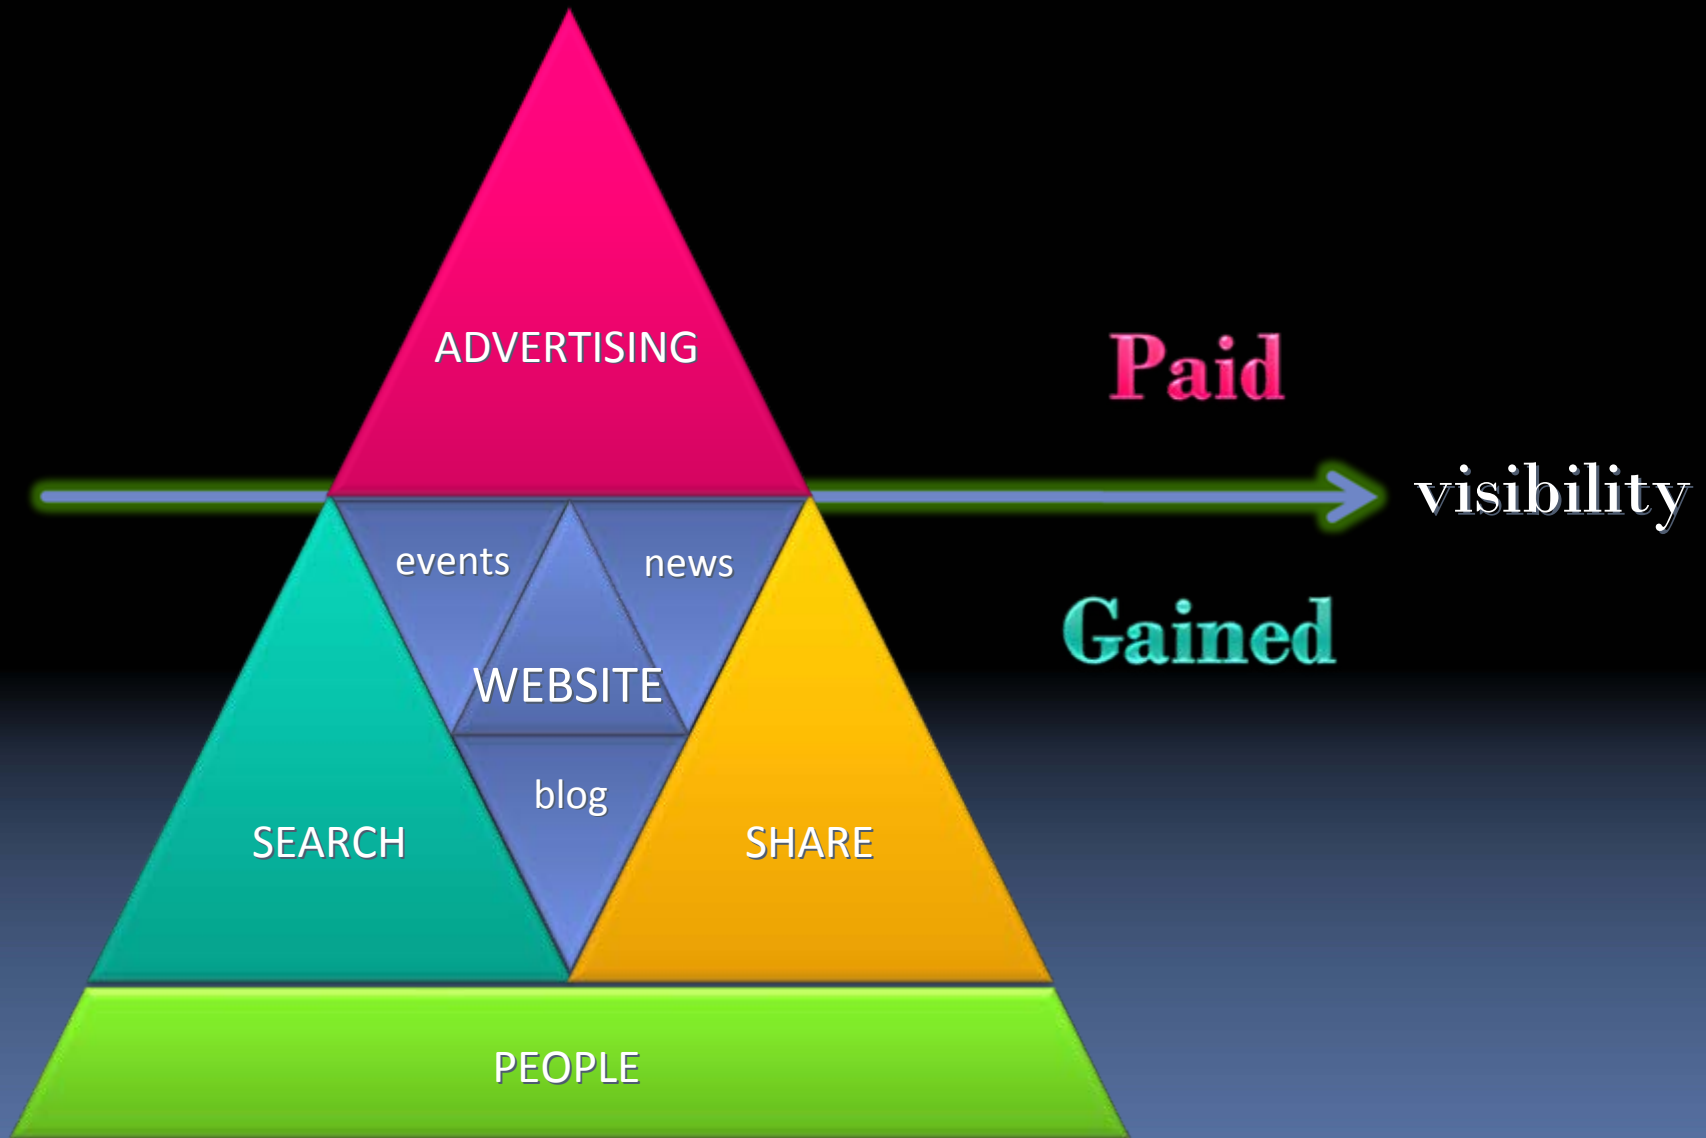 ADVERTISING
Paid
visibility
events
news
Gained
WEBSITE
blog
SEARCH
SHARE
PEOPLE